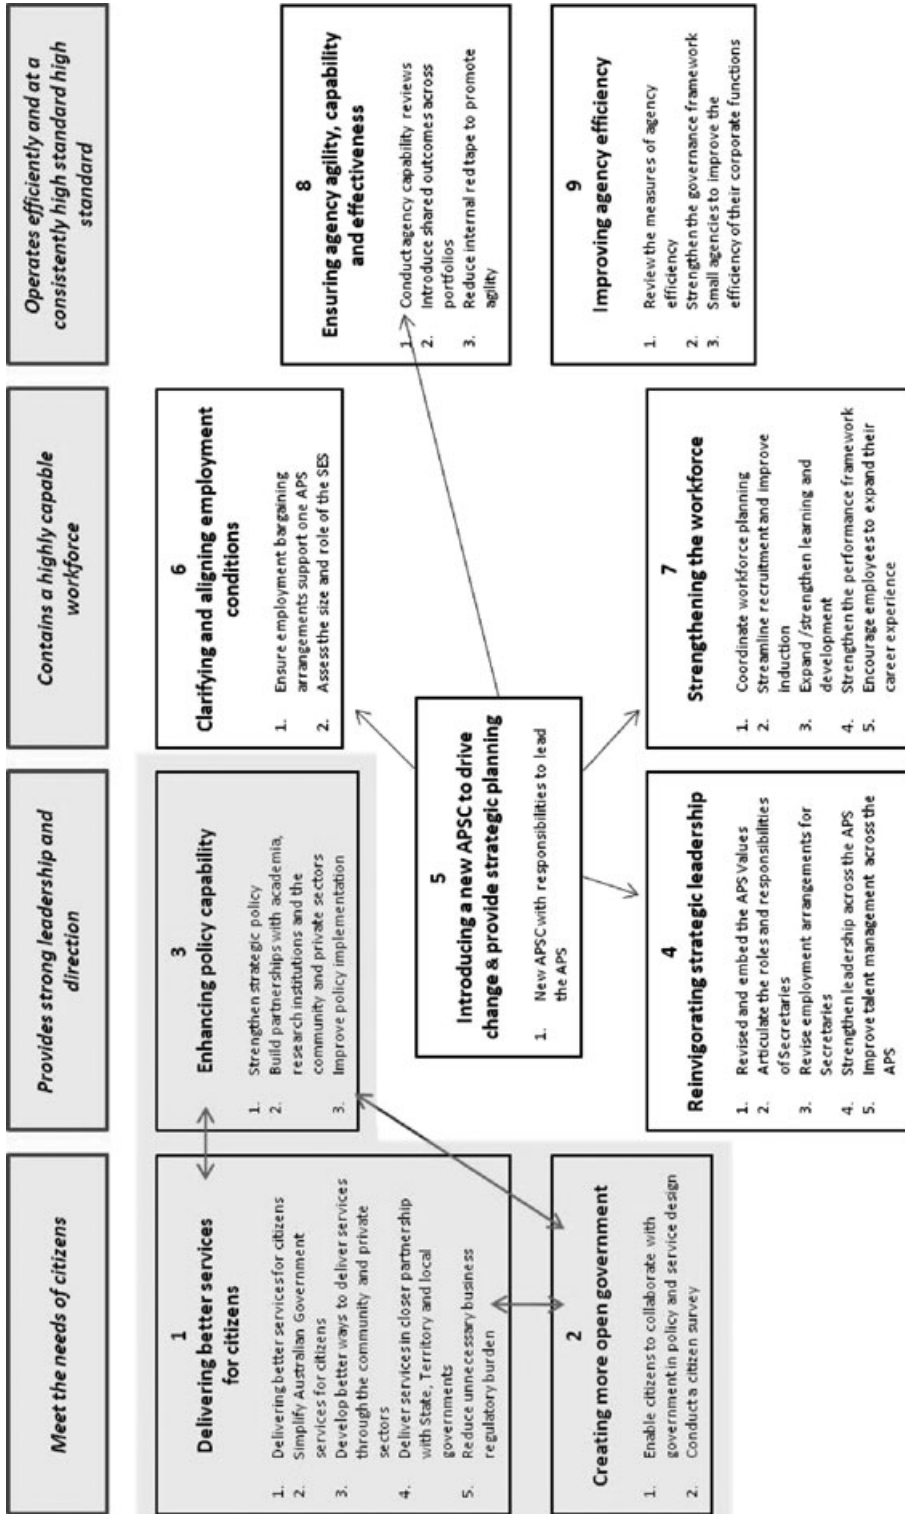 Meet the needs of citizens
Provides strong leadership and
direction
Contains a highly capable
workforce
Operates efficiently and at a
consistently high standard high
standard
1
Delivering better services
for citizens
1. Delivering better services for citizens
2. Simplify Australian Government
services for citizens
3. Develop better ways to deliver services
through the community and private
sectors
4. Deliver services in closer partnership
with State, Territory and local
governments
5. Reduce unnecessary business
regulatory burden
2
Creating more open government
1. Enable citizens to collaborate with
government in policy and service design
2. Conduct a citizen survey
3
Enhancing policy capability
1. Strengthen strategic policy
2. Build partnerships with academia,
research institutions and the
community and private sectors
3. Improve policy implementation
4
Reinvigorating strategic leadership
1. Revised and embed the APS Values
2. Articulate the roles and responsibilities
of Secretaries
3. Revise employment arrangements for
Secretaries
4. Strengthen leadership across the APS
5. Improve talent management across the
APS
5
Introducing a new APSC to drive
change & provide strategic planning
1. New APSC with responsibilities to lead
the APS
6
Clarifying and aligning employment
conditions
1. Ensure employment bargaining
arrangements support one APS
2. Assess the size and role of the SES
7
Strengthening the workforce
1. Coordinate workforce planning
2. Streamline recruitment and improve
induction
3. Expand /strengthen learning and
development
4. Strengthen the performance framework
5. Encourage employees to expand their
career experience
8
Ensuring agency agility, capability
and effectiveness
1. Conduct agency capability reviews
2. Introduce shared outcomes across
portfolios
3. Reduce internal red tape to promote
agility
9
Improving agency efficiency
1. Review the measures of agency
efficiency
2. Strengthen the governance framework
3. Small agencies to improve the
efficiency of their corporate functions